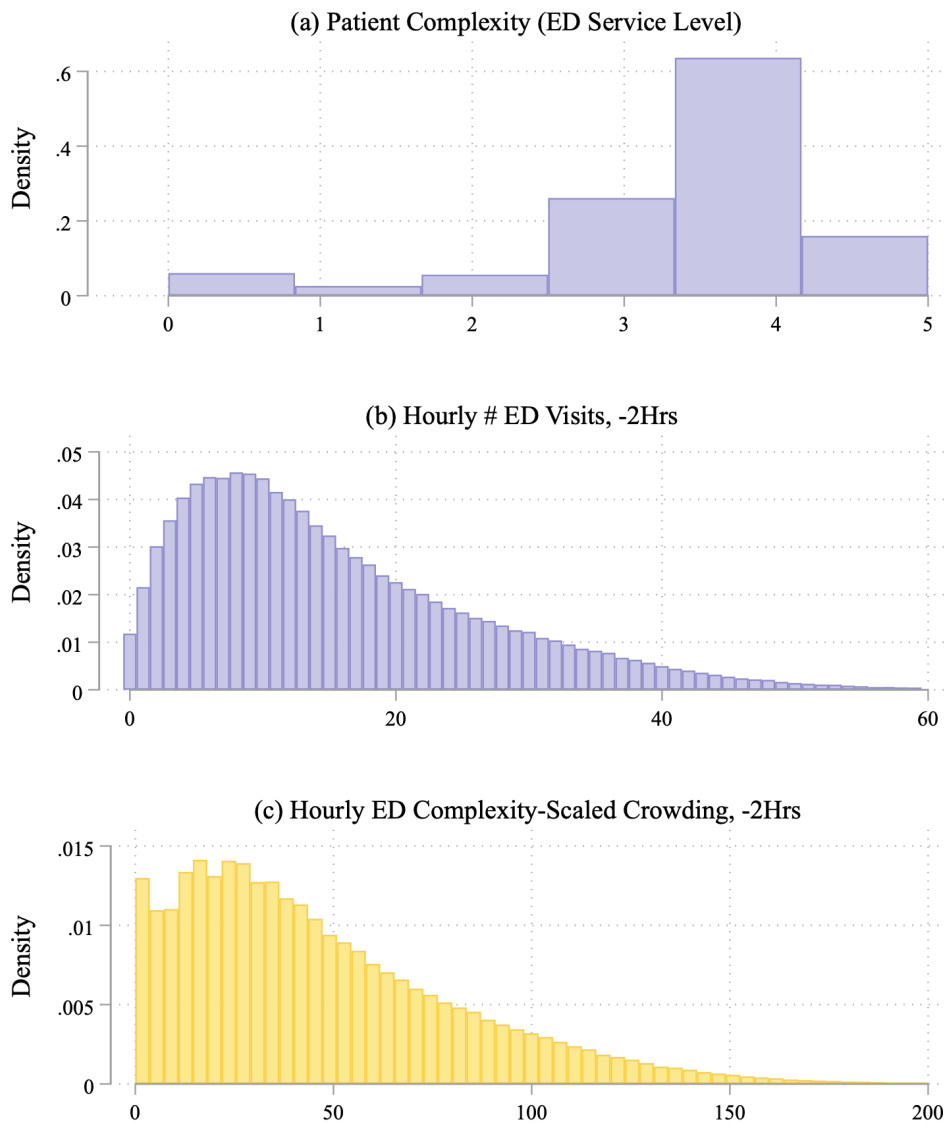 (a) Patient Complexity (ED Service Level)
Density
.6
.4
.2
0
0 1 2 3 4 5
(b) Hourly # ED Visits, -2Hrs
Density
.05
.04
.03
.02
.01
0
0 20 40 60
(c) Hourly ED Complexity-Scaled Crowding, -2Hrs
Density
.015
.01
.005
0
0 50 100 150 200